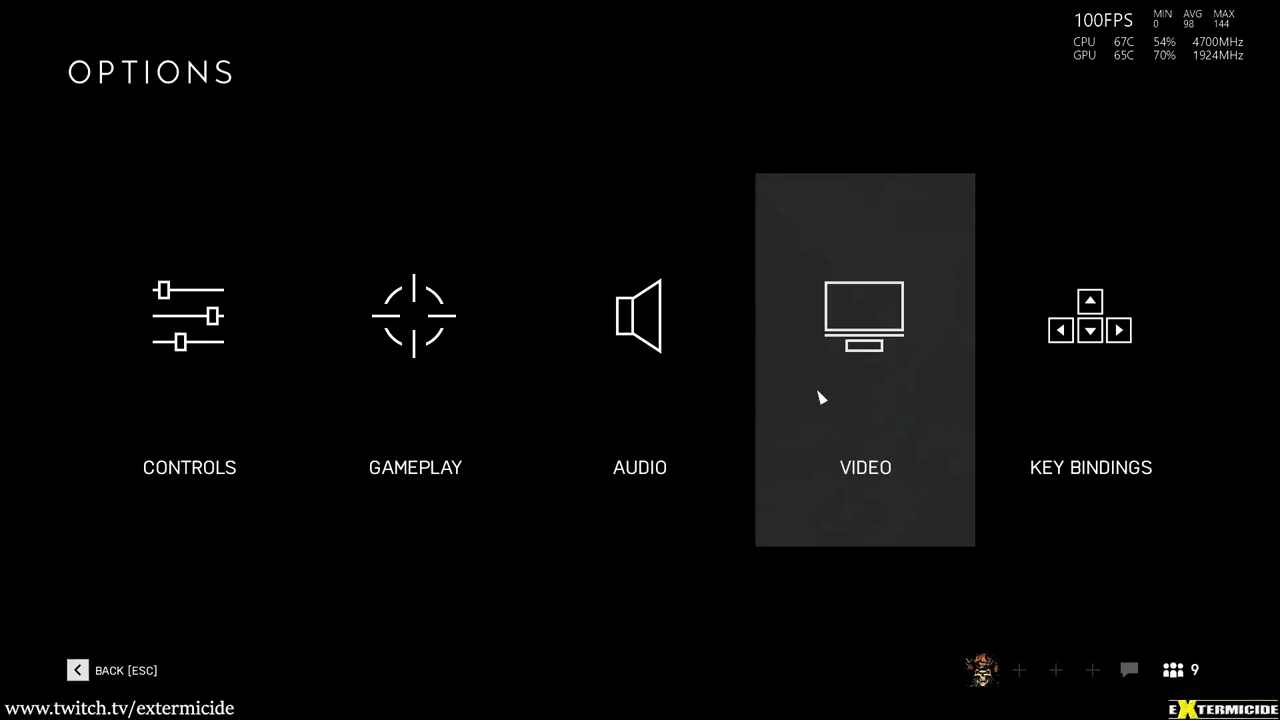 100FPS MIN AVG MAX
0 98 144
CPU 67C 54% 4700MHz
GPU 65C 70% 1924MHz
OPTIONS
CONTROLS
GAMEPLAY
AUDIO
VIDEO
KEY BINDINGS
BACK [ESC]
9
www.twitch.tv/extermicide
EXTERMICIDE